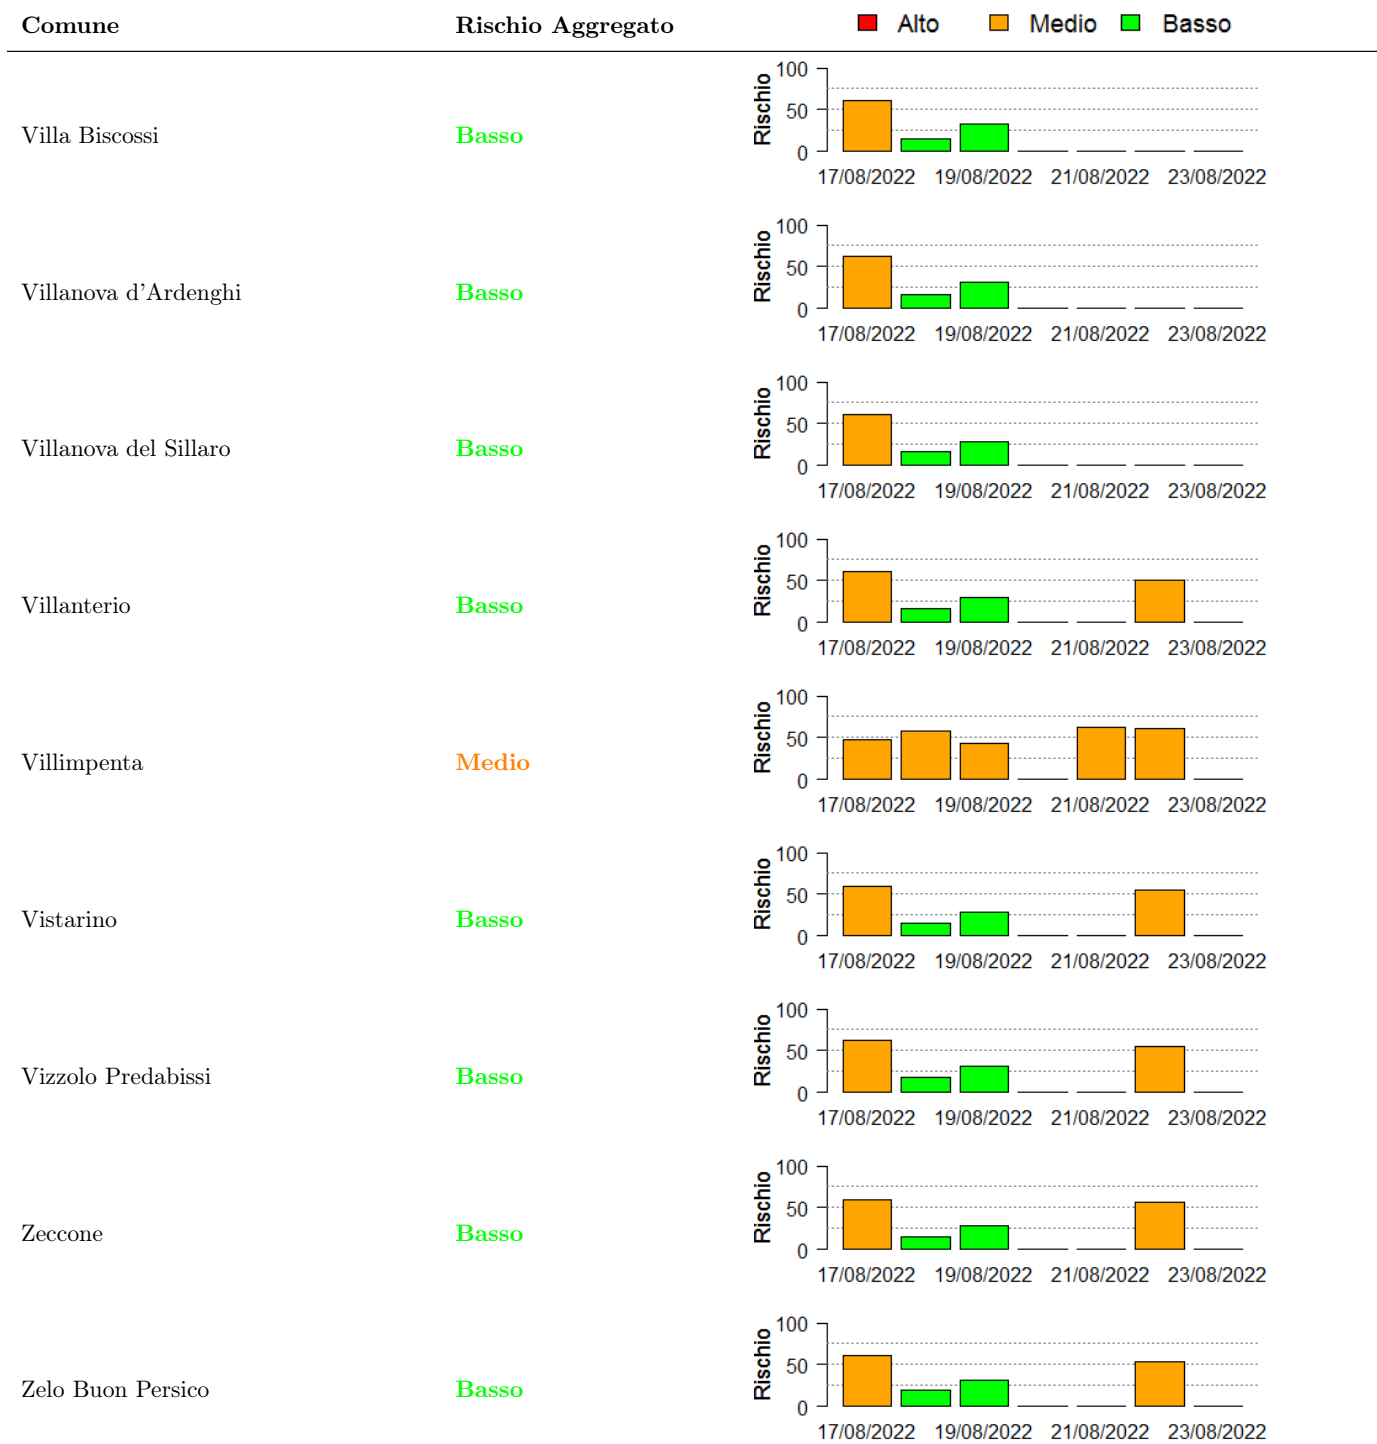 Comune Rischio Aggregato Alto Medio Basso
Villa Biscossi Basso
Rischio
100
50
0
17/08/2022 19/08/2022 21/08/2022 23/08/2022
Villanova d'Ardenghi Basso
Rischio
100
50
0
17/08/2022 19/08/2022 21/08/2022 23/08/2022
Villanova del Sillaro Basso
Rischio
100
50
0
17/08/2022 19/08/2022 21/08/2022 23/08/2022
Villanterio Basso
Rischio
100
50
0
17/08/2022 19/08/2022 21/08/2022 23/08/2022
Villimpenta Medio
Rischio
100
50
0
17/08/2022 19/08/2022 21/08/2022 23/08/2022
Vistarino Basso
Rischio
100
50
0
17/08/2022 19/08/2022 21/08/2022 23/08/2022
Vizzolo Predabissi Basso
Rischio
100
50
0
17/08/2022 19/08/2022 21/08/2022 23/08/2022
Zeccone Basso
Rischio
100
50
0
17/08/2022 19/08/2022 21/08/2022 23/08/2022
Zelo Buon Persico Basso
Rischio
100
50
0
17/08/2022 19/08/2022 21/08/2022 23/08/2022